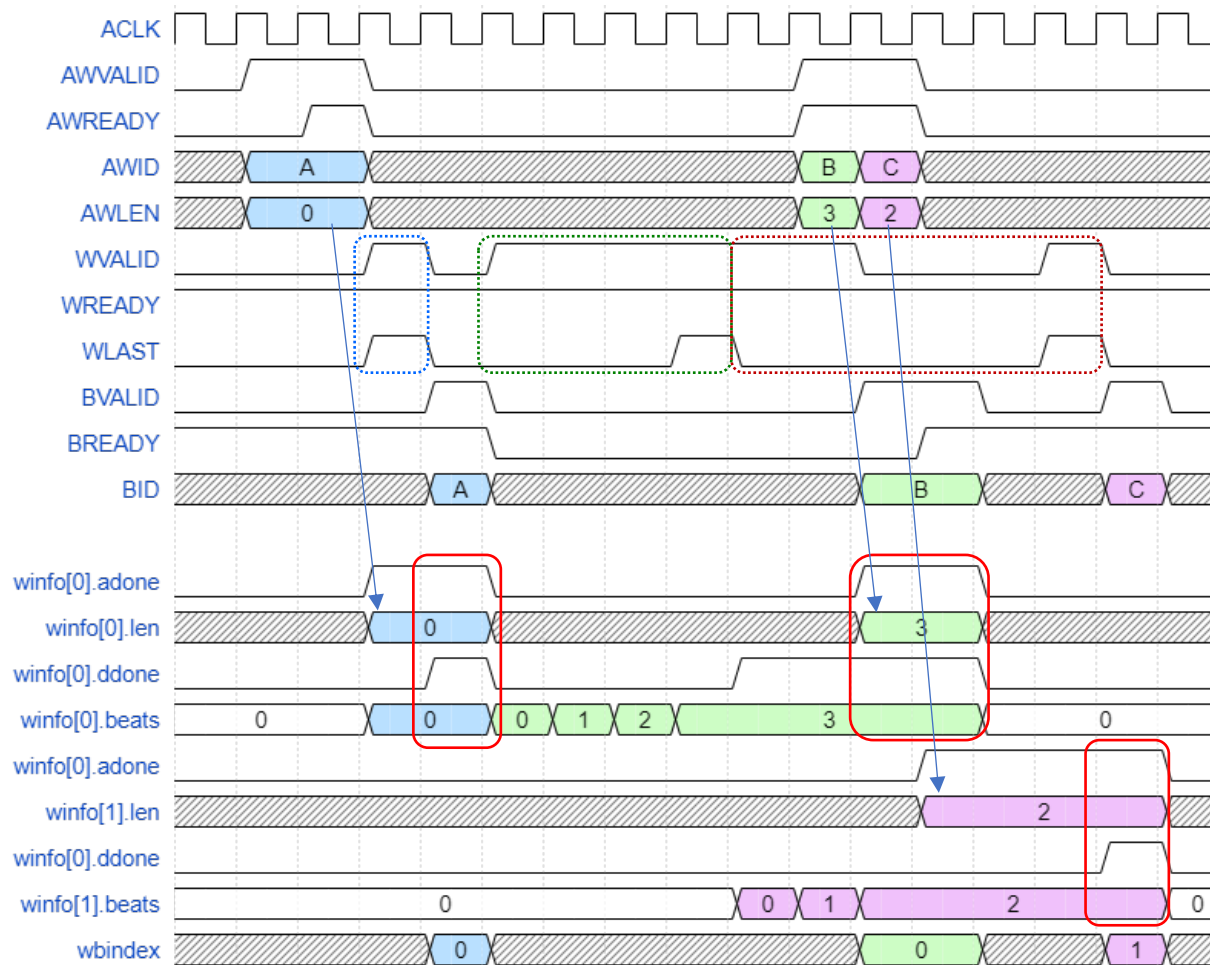 ACLK
AWVALID
AWREADY
AWID A B C
AWLEN 0 3 2
WVALID
WREADY
WLAST
BVALID
BREADY
BID A B C
winfo[0].adone
winfo[0].len 0 3
winfo[0].ddone
winfo[0].beats 0 0 0 1 2 3 0
winfo[0].adone
winfo[1].len 2
winfo[0].ddone
winfo[1].beats 0 0 1 2 0
wbindex 0 0 1